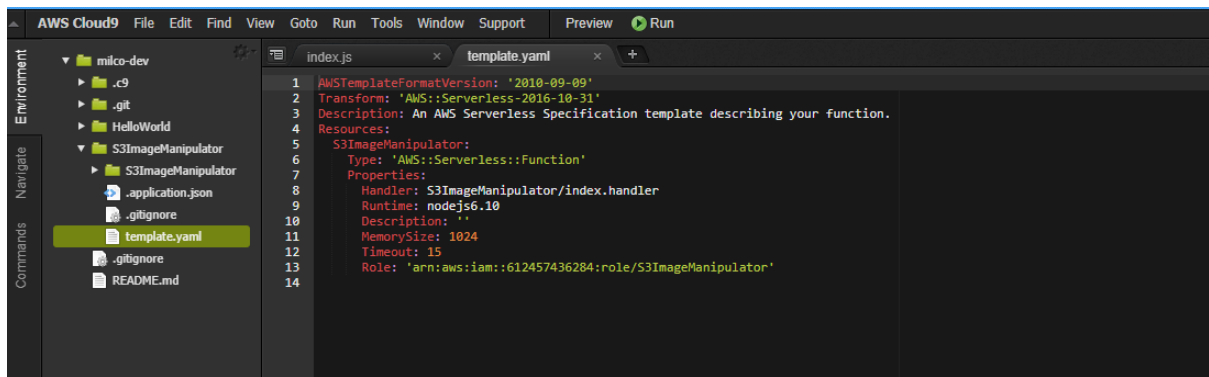 AWS Cloud9 File Edit Find View Goto Run Tools Window Support Preview Run
Environment
Navigate
Commands
milco-dev
.c9
.git
HelloWorld
S3ImageManipulator
S3ImageManipulator
.application.json
.gitignore
template.yaml
.gitignore
README.md
index.js × template.yaml × +
1 AWSTemplateFormatVersion: '2010-09-09'
2 Transform: 'AWS::Serverless-2016-10-31'
3 Description: An AWS Serverless Specification template describing your function.
4 Resources:
5 S3ImageManipulator:
6 Type: 'AWS::Serverless::Function'
7 Properties:
8 Handler: S3ImageManipulator/index.handler
9 Runtime: nodejs6.10
10 Description: ''
11 MemorySize: 1024
12 Timeout: 15
13 Role: 'arn:aws:iam::612457436284:role/S3ImageManipulator'
14